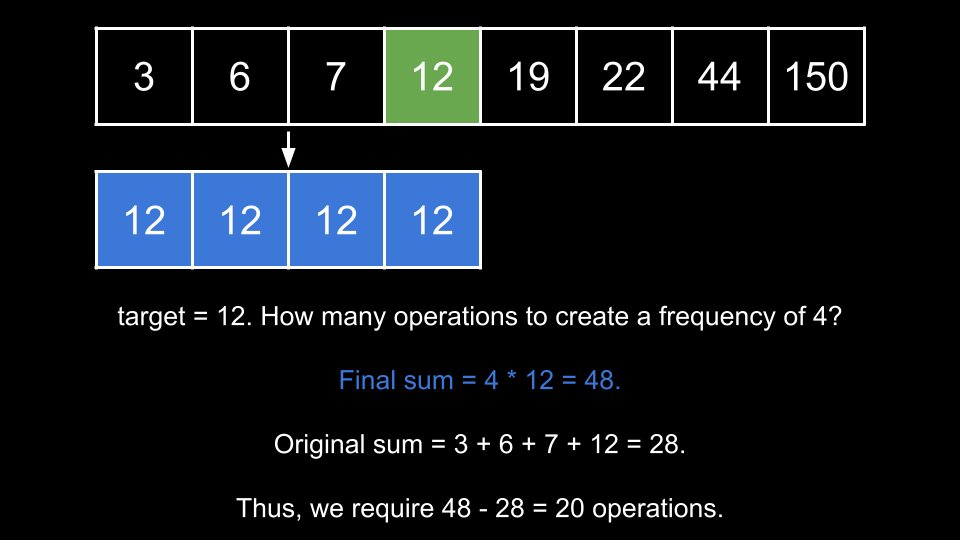 3 6 7 12 19 22 44 150
12 12 12 12
target = 12. How many operations to create a frequency of 4?
Final sum = 4 * 12 = 48.
Original sum = 3 + 6 + 7 + 12 = 28.
Thus, we require 48 - 28 = 20 operations.